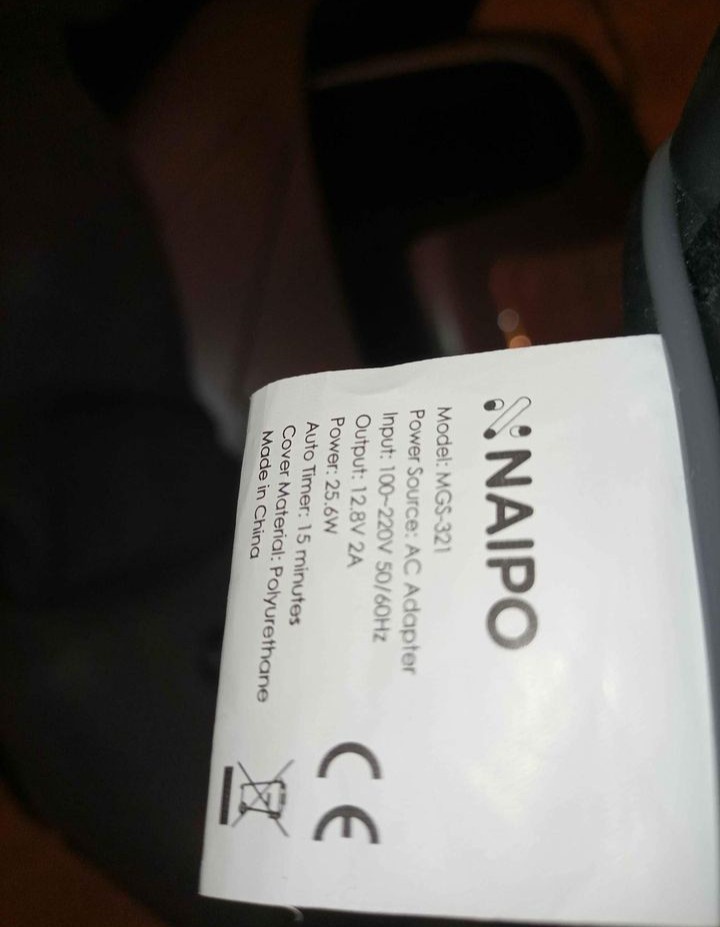 NAIPO
Model: MGS-321
Power Source: AC Adapter
Input: 100~220V 50/60Hz
Output: 12.8V 2A
Power: 25.6W
Auto Timer: 15 minutes
Cover Material: Polyurethane
Made in China
CE